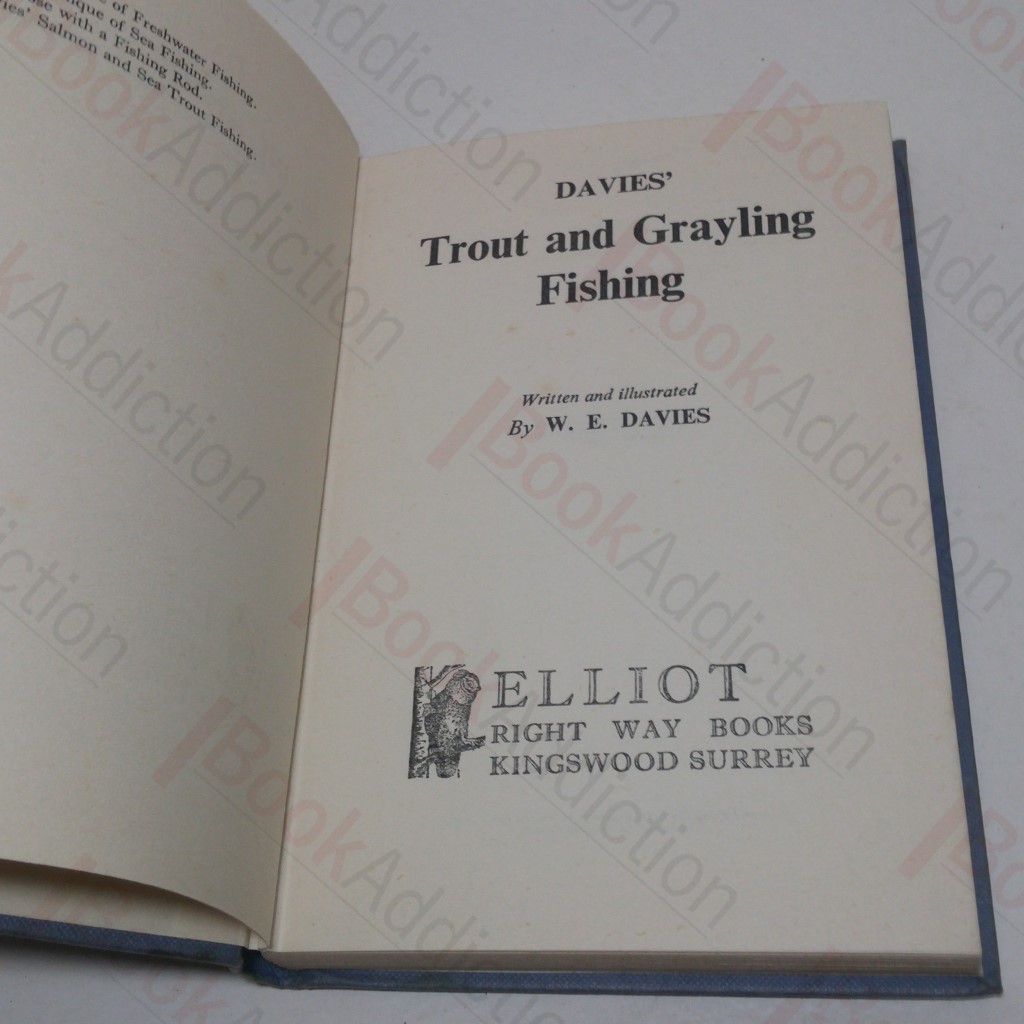 of Freshwater Fishing.
of Sea Fishing.
with a Fishing Rod.
Salmon and Sea Trout Fishing.
DAVIES'
Trout and Grayling
Fishing
Written and illustrated
By W. E. DAVIES
ELLIOT
RIGHT WAY BOOKS
KINGSWOOD SURREY
BookAddiction